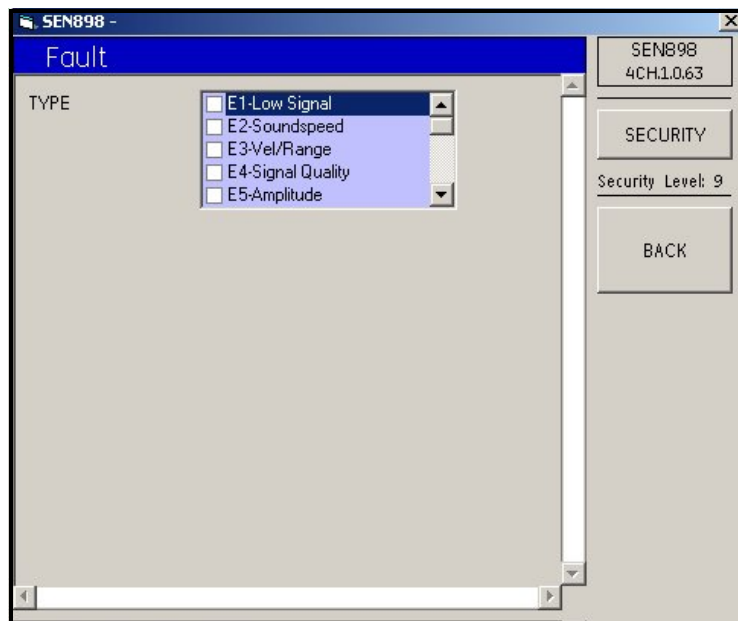 SEN898 -
Fault
TYPE
E1-Low Signal
E2-Soundspeed
E3-Vel/Range
E4-Signal Quality
E5-Amplitude
SEN898
4CH.1.0.63
SECURITY
Security Level: 9
BACK